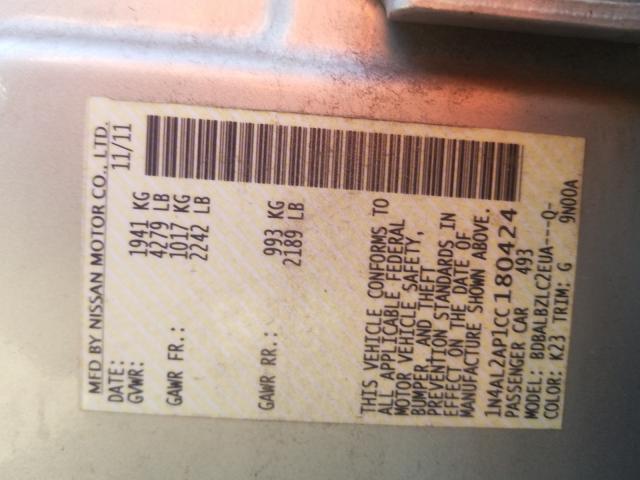 MFD BY NISSAN MOTOR CO., LTD.
DATE: 11/11
GVWR: 1941 KG
4279 LB
GAWR FR.: 1017 KG
2242 LB
GAWR RR.: 993 KG
2189 LB
THIS VEHICLE CONFORMS TO
ALL APPLICABLE FEDERAL
MOTOR VEHICLE SAFETY,
BUMPER, AND THEFT
PREVENTION STANDARDS IN
EFFECT ON THE DATE OF
MANUFACTURE SHOWN ABOVE.
1N4AL2AP1CC180424
PASSENGER CAR 493
MODEL: BDBALBZLC2EUA---Q-
COLOR: K23 TRIM: G 9N00A